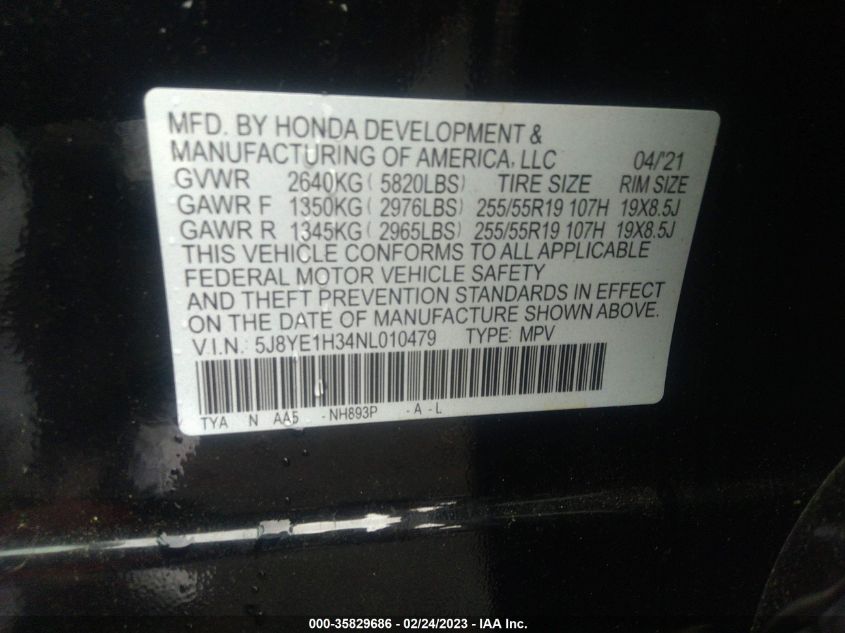 MFD. BY HONDA DEVELOPMENT &
MANUFACTURING OF AMERICA, LLC 04/'21
GVWR 2640KG ( 5820LBS) TIRE SIZE RIM SIZE
GAWR F 1350KG ( 2976LBS) 255/55R19 107H 19X8.5J
GAWR R 1345KG ( 2965LBS) 255/55R19 107H 19X8.5J
THIS VEHICLE CONFORMS TO ALL APPLICABLE
FEDERAL MOTOR VEHICLE SAFETY
AND THEFT PREVENTION STANDARDS IN EFFECT
ON THE DATE OF MANUFACTURE SHOWN ABOVE.
V.I.N. 5J8YE1H34NL010479 TYPE: MPV
TYA N AA5 -NH893P -A-L
000-35829686 - 02/24/2023 - IAA Inc.